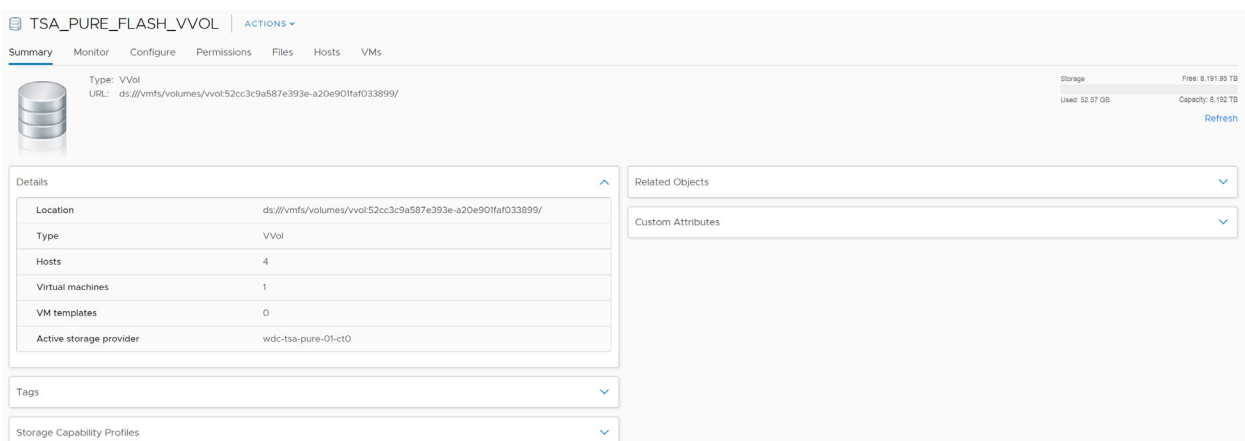 TSA_PURE_FLASH_VVOL ACTIONS
Summary Monitor Configure Permissions Files Hosts VMs
Type: VVol
URL: ds:///vmfs/volumes/vvol:52cc3c9a587e393e-a20e901faf033899/
Storage Free: 8,191.95 TB
Used: 52.57 GB Capacity: 8,192 TB
Refresh
Details
Location ds:///vmfs/volumes/vvol:52cc3c9a587e393e-a20e901faf033899/
Type VVol
Hosts 4
Virtual machines 1
VM templates 0
Active storage provider wdc-tsa-pure-01-ct0
Tags
Storage Capability Profiles
Related Objects
Custom Attributes